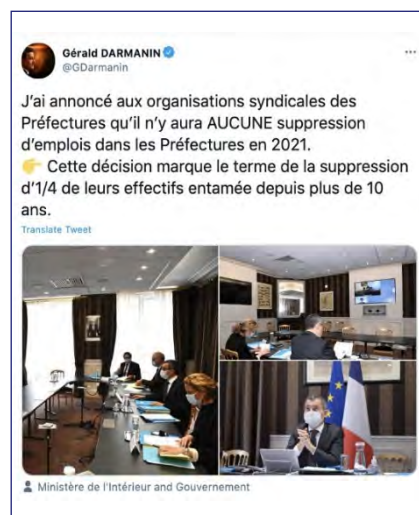 Gérald DARMANIN
@GDarmanin
J'ai annoncé aux organisations syndicales des
Préfectures qu'il n'y aura AUCUNE suppression
d'emplois dans les Préfectures en 2021.
👉 Cette décision marque le terme de la suppression
d'1/4 de leurs effectifs entamée depuis plus de 10
ans.
Translate Tweet
Ministère de l'Intérieur and Gouvernement